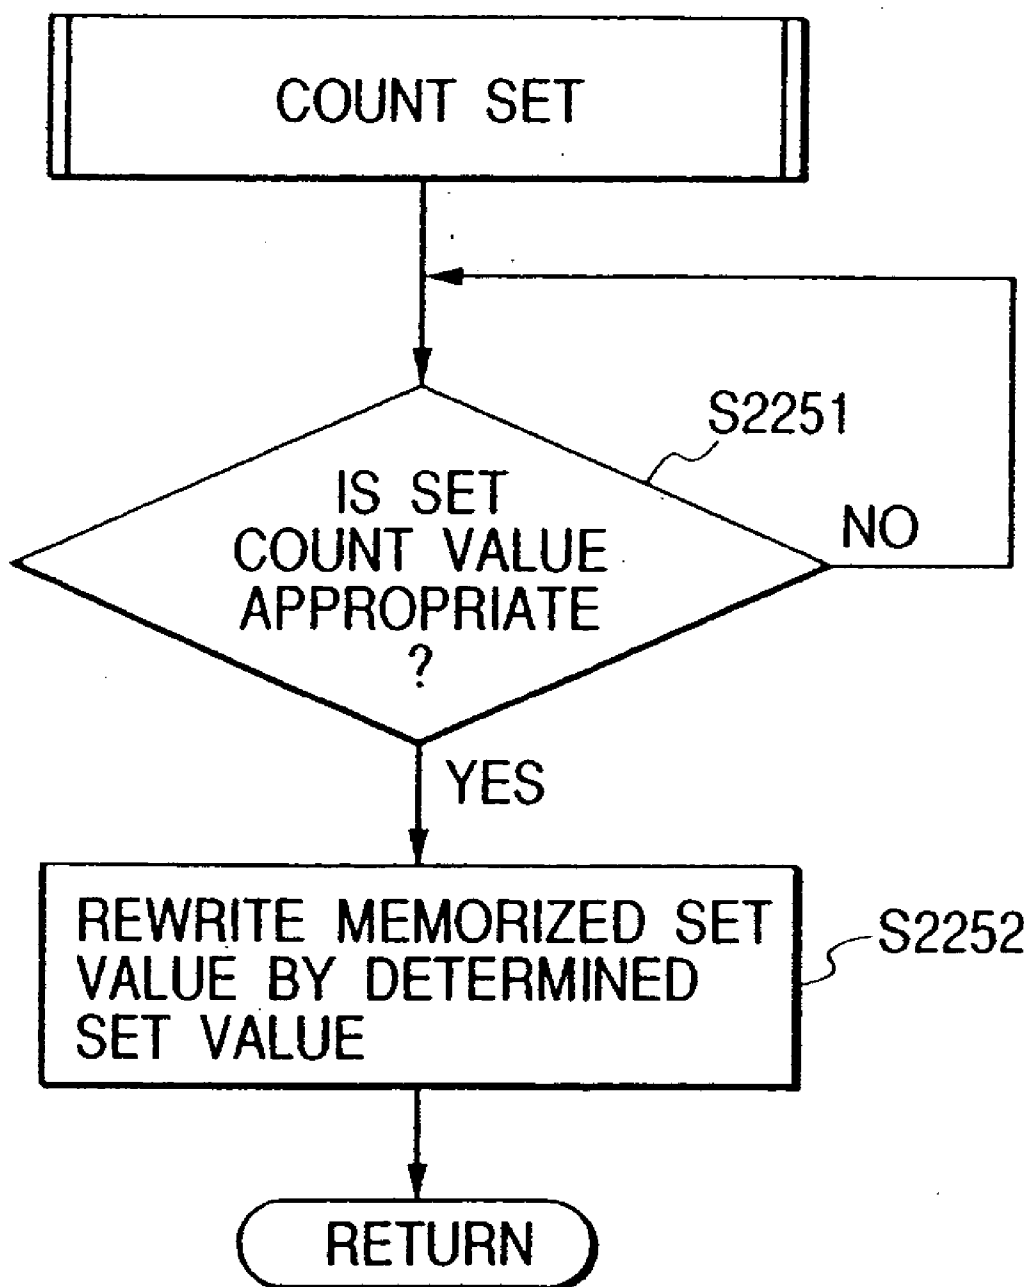 COUNT SET
S2251
IS SET
COUNT VALUE
APPROPRIATE
?
NO
YES
REWRITE MEMORIZED SET
VALUE BY DETERMINED
SET VALUE
S2252
RETURN